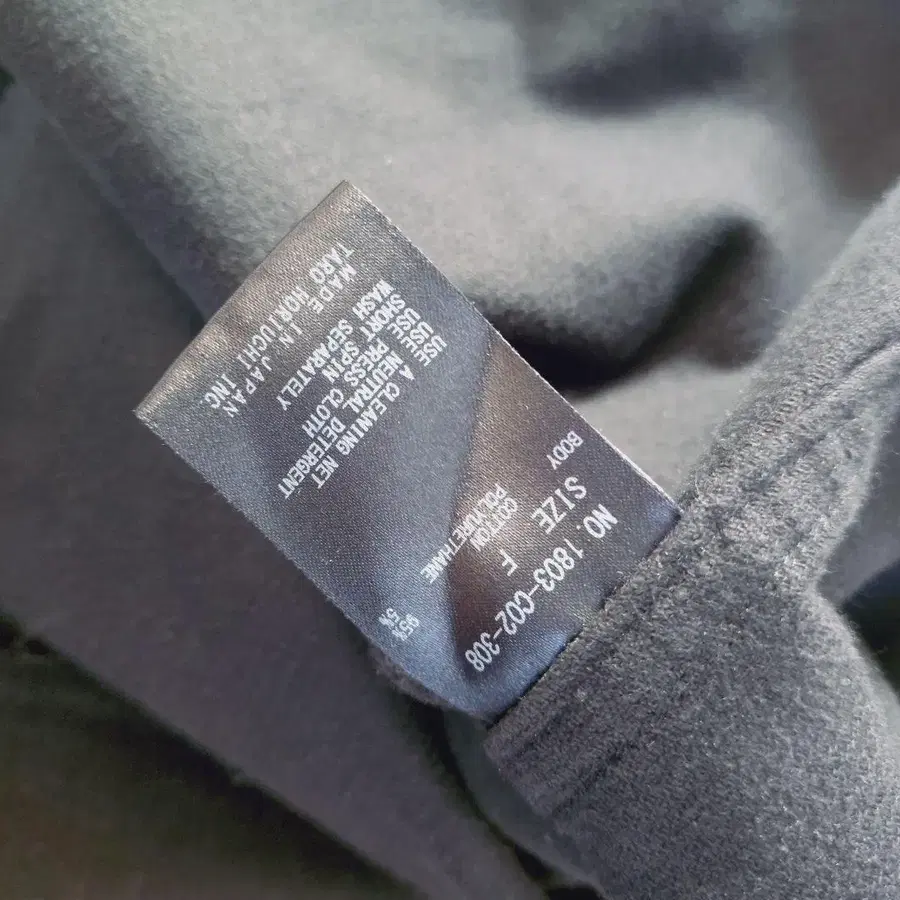 NO. 1803-C02-308
SIZE F
BODY
COTTON 95%
POLYURETHANE 5%
USE A CLEANING NET
USE NEUTRAL DETERGENT
USE PRESS CLOTH
SHORT SPIN
WASH SEPARATELY
MADE IN JAPAN
TARO HORIUCHI INC